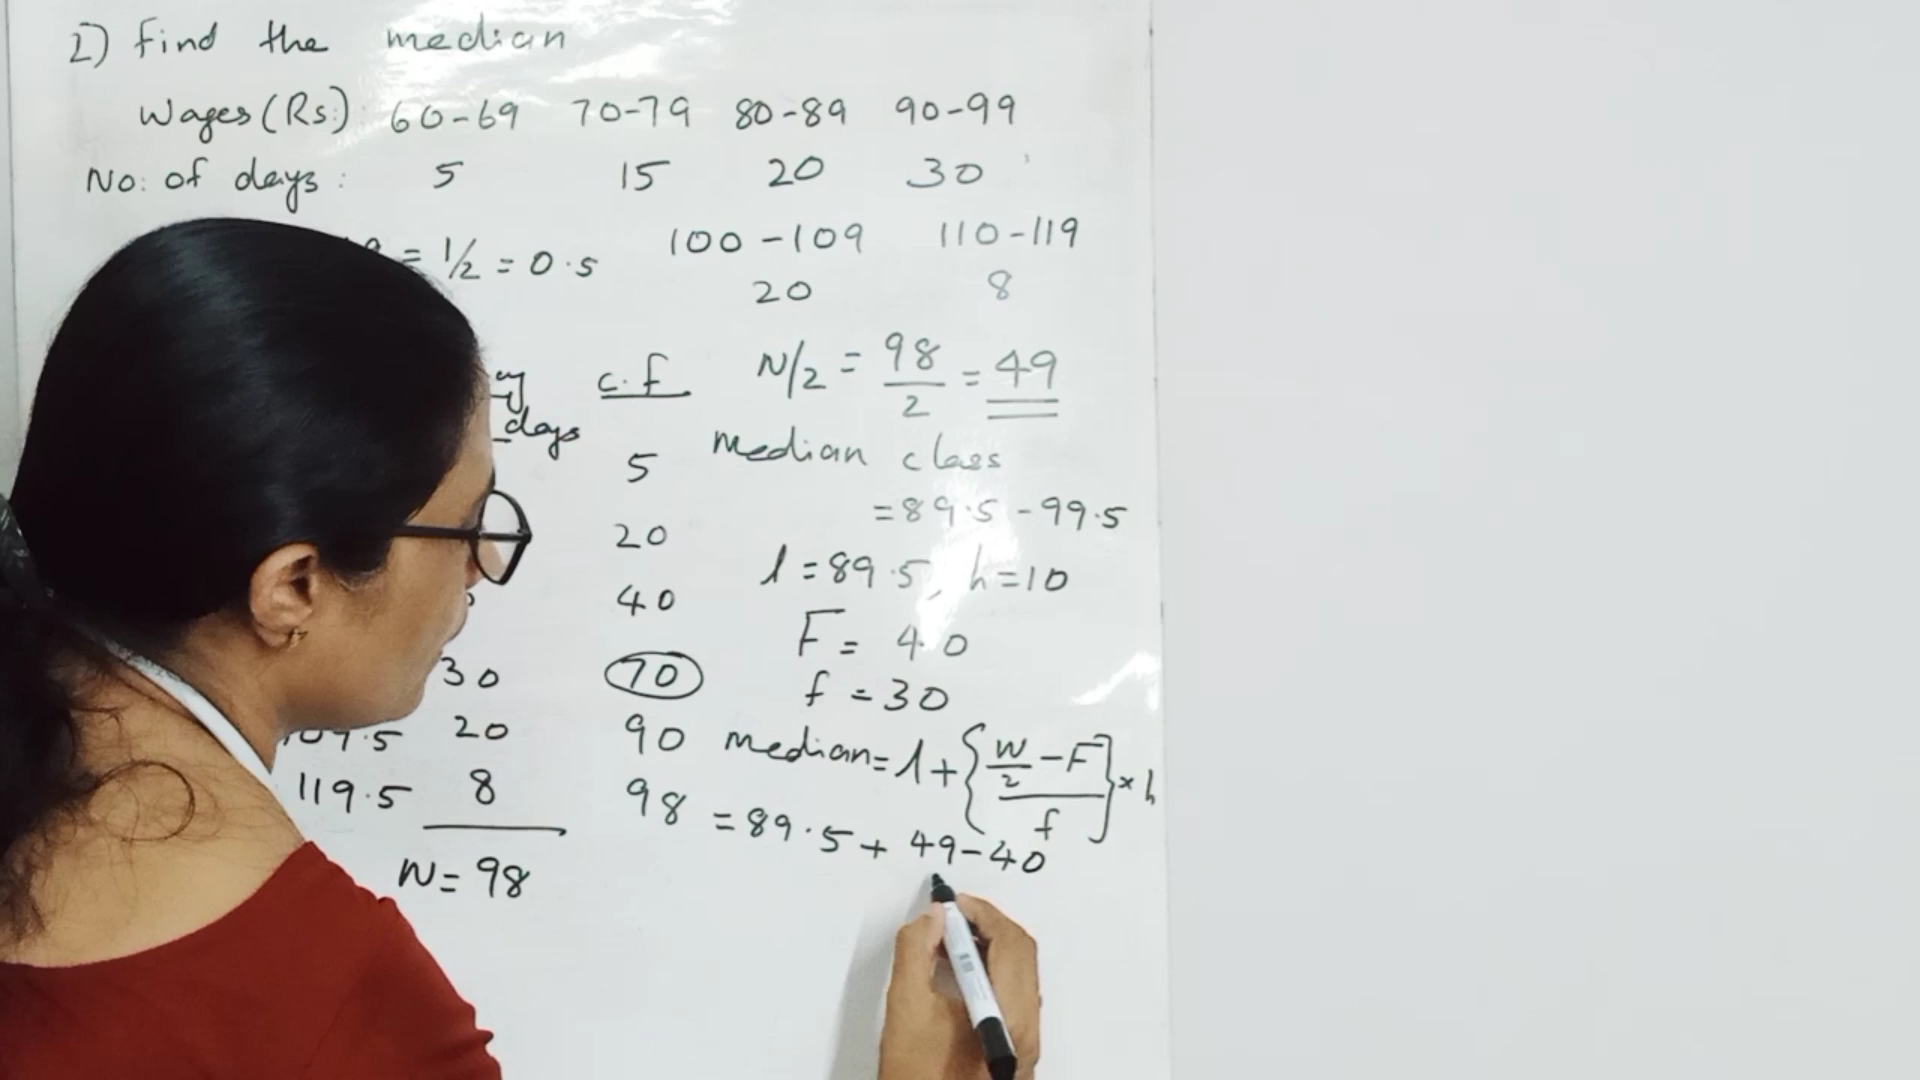 2) Find the median
Wages (Rs:) 60-69 70-79 80-89 90-99
No: of days: 5 15 20 30
= 1/2 = 0.5 100-109 110-119
20 8
N/2 = 98/2 = 49
c.f
days
Median class
5
= 89.5 - 99.5
20
l = 89.5, h = 10
40
F = 40
30 70 f = 30
20 90 Median = l + {N/2 - F / f} × h
119.5 8 98 = 89.5 + 49-40
N = 98